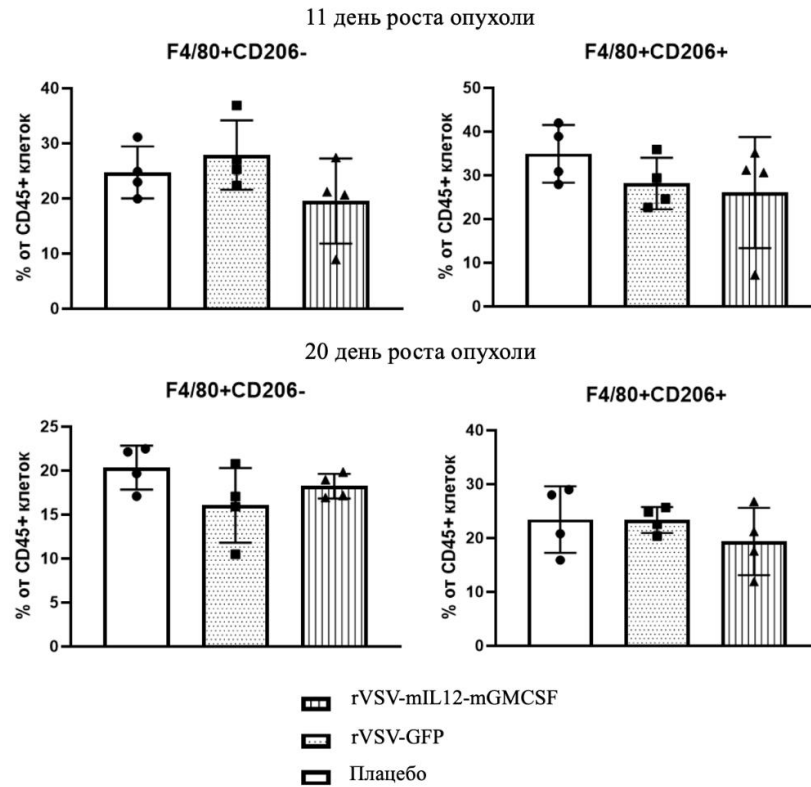 11 день роста опухоли
F4/80+CD206-
% от CD45+ клеток
40
30
20
10
0
F4/80+CD206+
% от CD45+ клеток
50
40
30
20
10
0
20 день роста опухоли
F4/80+CD206-
% от CD45+ клеток
25
20
15
10
5
0
F4/80+CD206+
% от CD45+ клеток
40
30
20
10
0
rVSV-mIL12-mGMCSF
rVSV-GFP
Плацебо